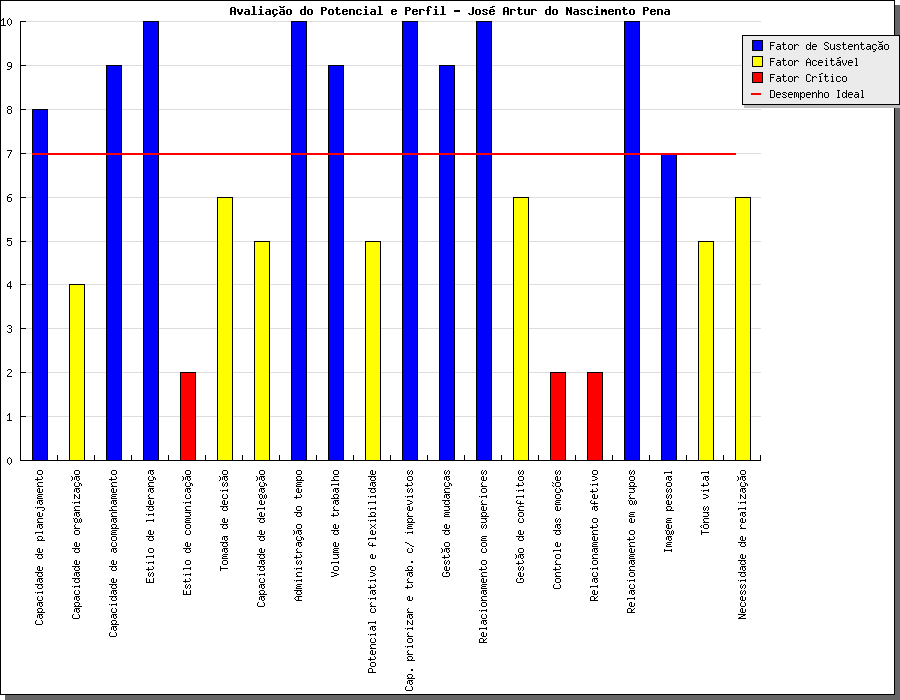 Avaliação do Potencial e Perfil - José Artur do Nascimento Pena
Fator de Sustentação
Fator Aceitável
Fator Crítico
Desempenho Ideal
10
9
8
7
6
5
4
3
2
1
0
Capacidade de planejamento
Capacidade de organização
Capacidade de acompanhamento
Estilo de liderança
Estilo de comunicação
Tomada de decisão
Capacidade de delegação
Administração do tempo
Volume de trabalho
Potencial criativo e flexibilidade
Cap. priorizar e trab. c/ imprevistos
Gestão de mudanças
Relacionamento com superiores
Gestão de conflitos
Controle das emoções
Relacionamento afetivo
Relacionamento em grupos
Imagem pessoal
Tônus vital
Necessidade de realização